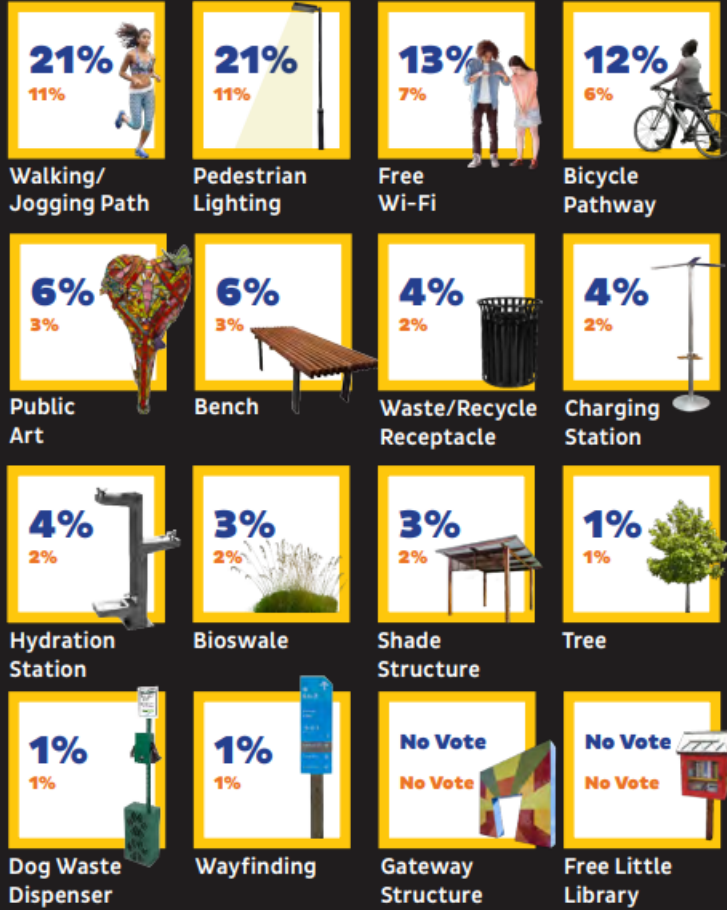 21%
11%
Walking/
Jogging Path
21%
11%
Pedestrian
Lighting
13%
7%
Free
Wi-Fi
12%
6%
Bicycle
Pathway
6%
3%
Public
Art
6%
3%
Bench
4%
2%
Waste/Recycle
Receptacle
4%
2%
Charging
Station
4%
2%
Hydration
Station
3%
2%
Bioswale
3%
2%
Shade
Structure
1%
1%
Tree
1%
1%
Dog Waste
Dispenser
1%
1%
Wayfinding
No Vote
No Vote
Gateway
Structure
No Vote
No Vote
Free Little
Library